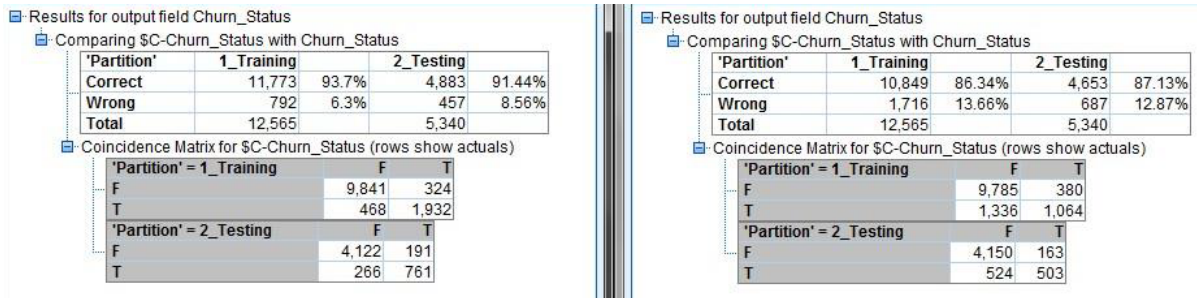 Results for output field Churn_Status
Comparing $C-Churn_Status with Churn_Status
'Partition' 1_Training 2_Testing
Correct 11,773 93.7% 4,883 91.44%
Wrong 792 6.3% 457 8.56%
Total 12,565 5,340
Coincidence Matrix for $C-Churn_Status (rows show actuals)
'Partition' = 1_Training F T
F 9,841 324
T 468 1,932
'Partition' = 2_Testing F T
F 4,122 191
T 266 761
Results for output field Churn_Status
Comparing $C-Churn_Status with Churn_Status
'Partition' 1_Training 2_Testing
Correct 10,849 86.34% 4,653 87.13%
Wrong 1,716 13.66% 687 12.87%
Total 12,565 5,340
Coincidence Matrix for $C-Churn_Status (rows show actuals)
'Partition' = 1_Training F T
F 9,785 380
T 1,336 1,064
'Partition' = 2_Testing F T
F 4,150 163
T 524 503